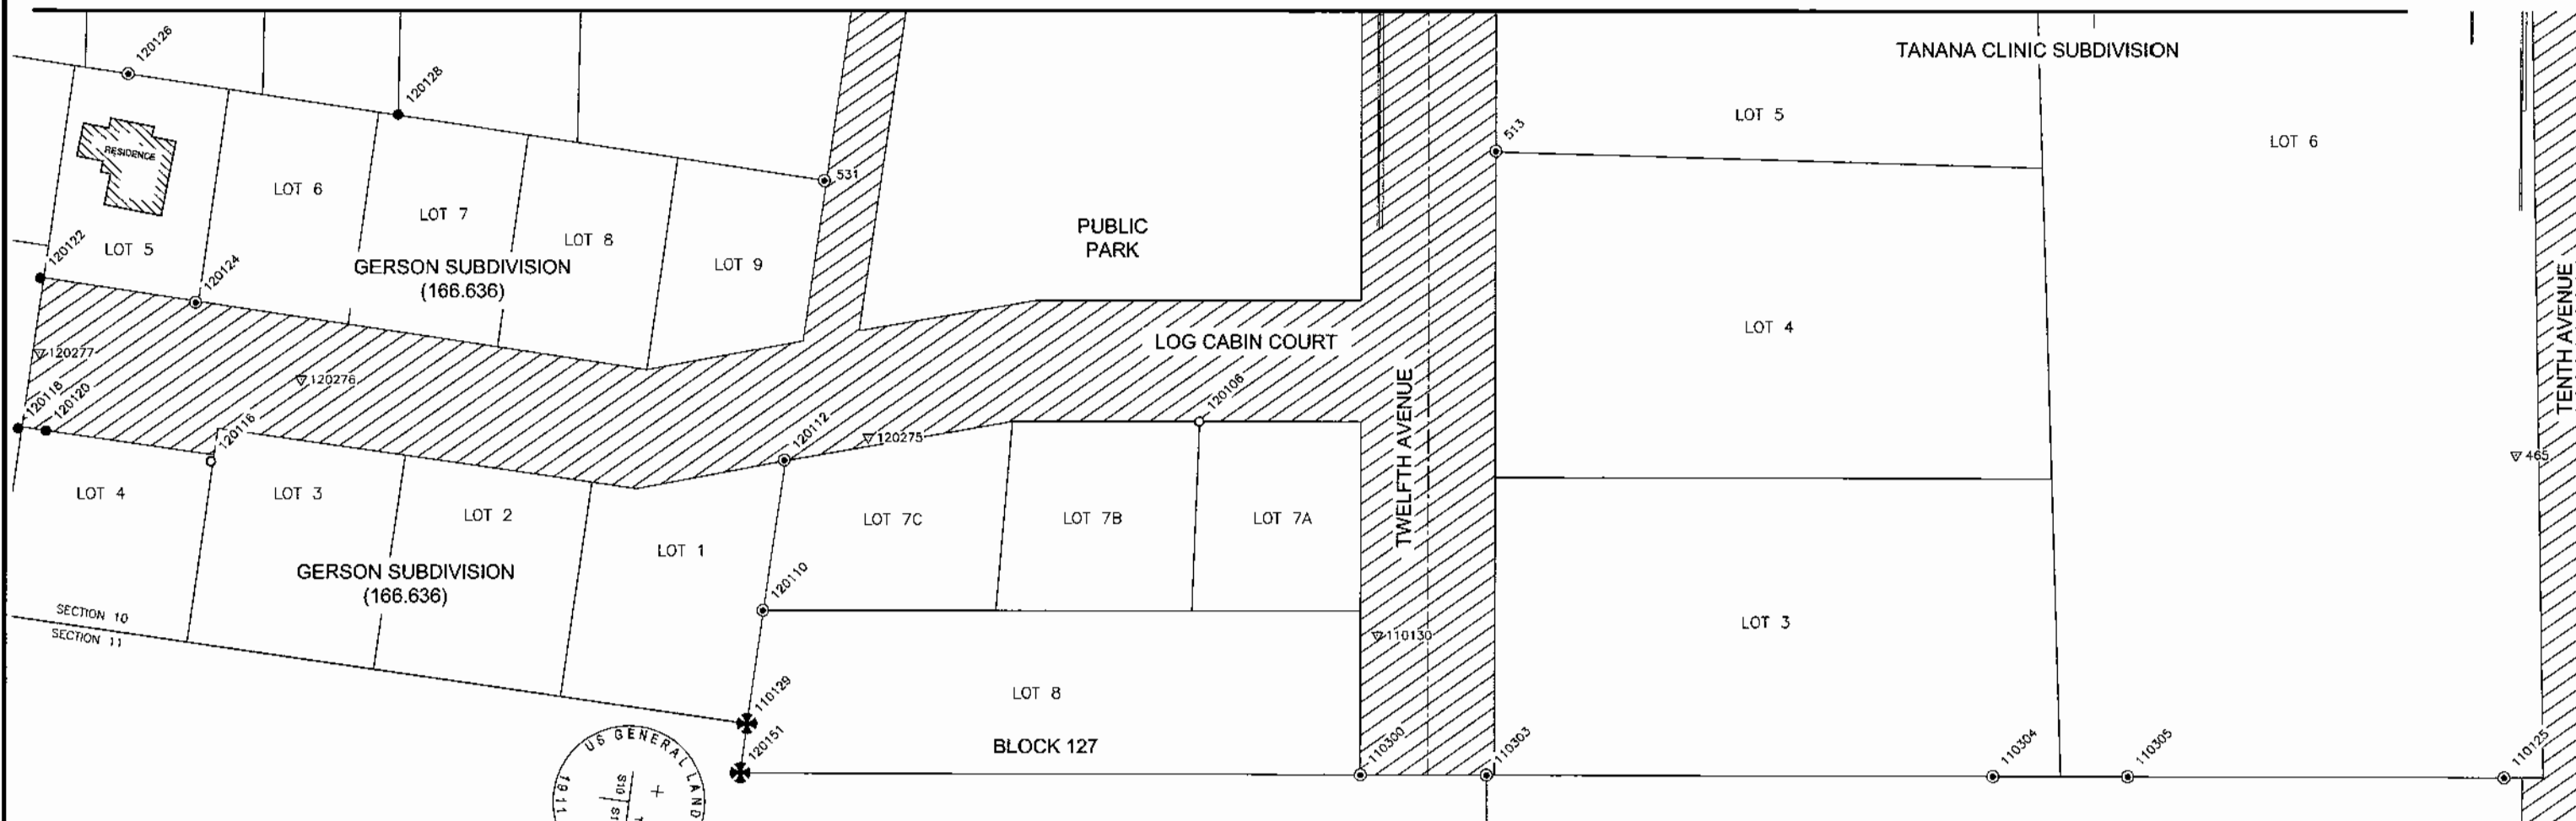 120126
120128
TANANA CLINIC SUBDIVISION
LOT 5
513
LOT 6
RESIDENCE
531
LOT 6
LOT 7
LOT 8
LOT 9
PUBLIC
PARK
120122
LOT 5
120124
GERSON SUBDIVISION
(166.636)
LOG CABIN COURT
LOT 4
TENTH AVENUE
120277
120276
120118
120120
120116
120112
120275
120106
TWELFTH AVENUE
465
LOT 4
LOT 3
LOT 2
LOT 1
LOT 7C
LOT 7B
LOT 7A
GERSON SUBDIVISION
(166.636)
120110
SECTION 10
SECTION 11
110130
LOT 3
110129
LOT 8
120151
BLOCK 127
110300
110303
110304
110305
110125
US GENERAL LAND
1911
S10